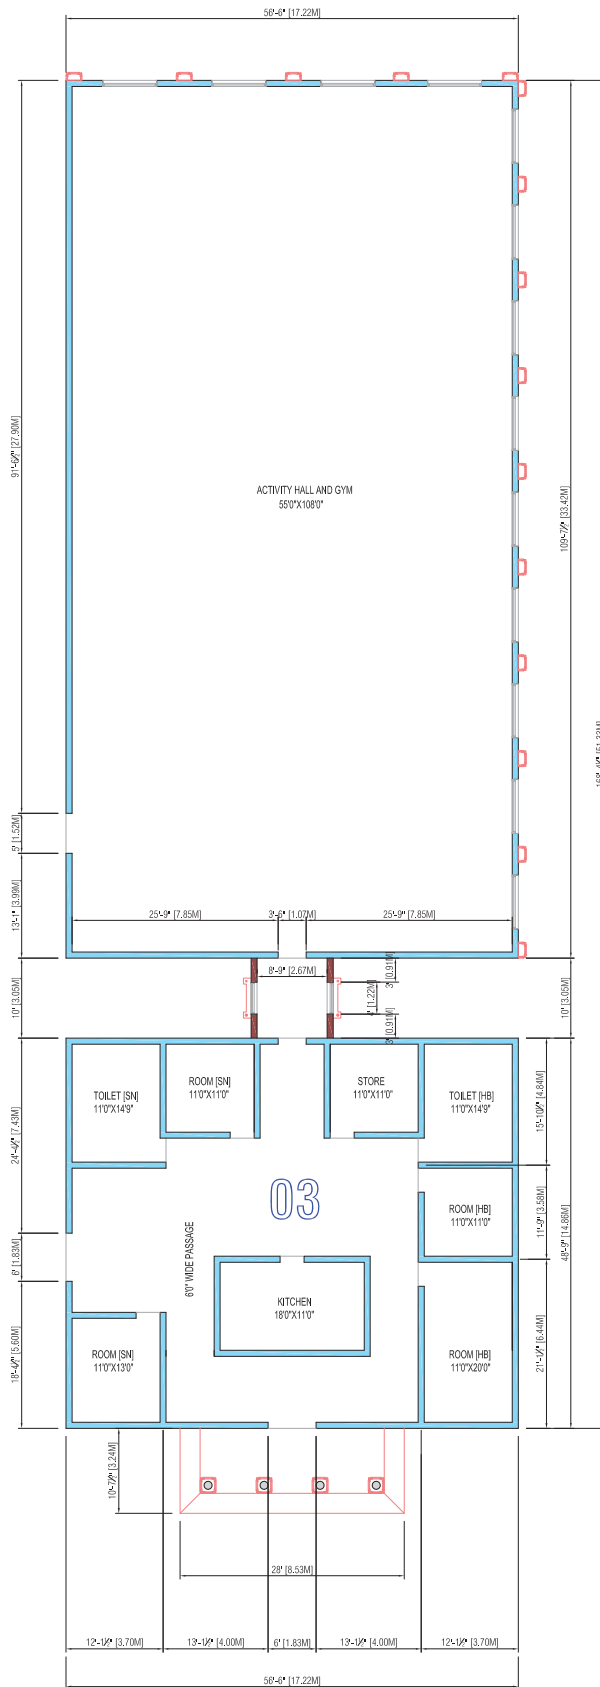 56'-6" [17.22M]
91'-6½" [27.90M]
109'-7½" [33.42M]
ACTIVITY HALL AND GYM
55'0"X108'0"
5' [1.52M]
13'-1" [3.99M]
25'-9" [7.85M]
3'-6" [1.07M]
25'-9" [7.85M]
10' [3.05M]
8'-9" [2.67M]
3' [0.91M]
4' [1.22M]
3' [0.91M]
10' [3.05M]
TOILET [SN]
11'0"X14'9"
ROOM [SN]
11'0"X11'0"
STORE
11'0"X11'0"
TOILET [HB]
11'0"X14'9"
24'-4½" [7.43M]
15'-10½" [4.84M]
03
ROOM [HB]
11'0"X11'0"
11'-9" [3.58M]
48'-9" [14.86M]
6'0" WIDE PASSAGE
6' [1.83M]
KITCHEN
18'0"X11'0"
ROOM [SN]
11'0"X13'0"
ROOM [HB]
11'0"X20'0"
18'-4½" [5.60M]
21'-1½" [6.44M]
10'-7½" [3.24M]
28' [8.53M]
12'-1½" [3.70M]
13'-1½" [4.00M]
6' [1.83M]
13'-1½" [4.00M]
12'-1½" [3.70M]
56'-6" [17.22M]